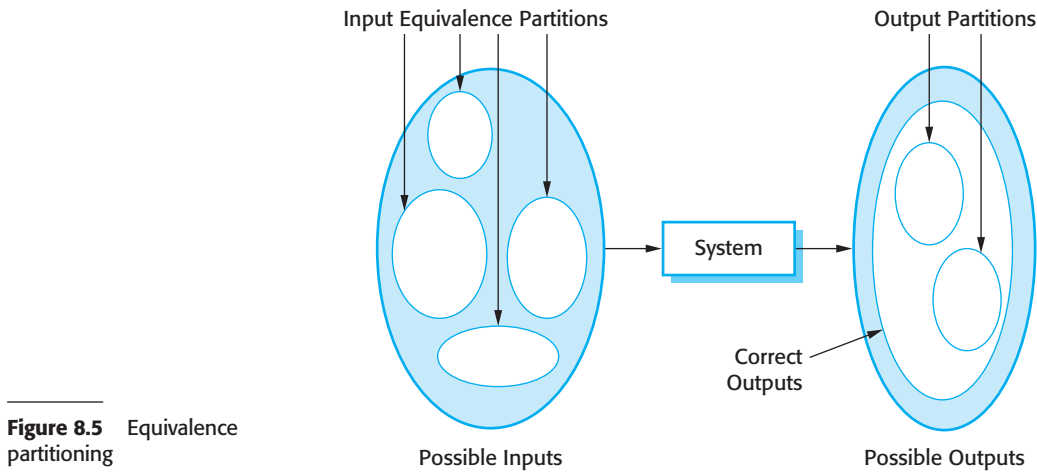 Input Equivalence Partitions
Output Partitions
System
Correct
Outputs
Figure 8.5 Equivalence
partitioning
Possible Inputs
Possible Outputs